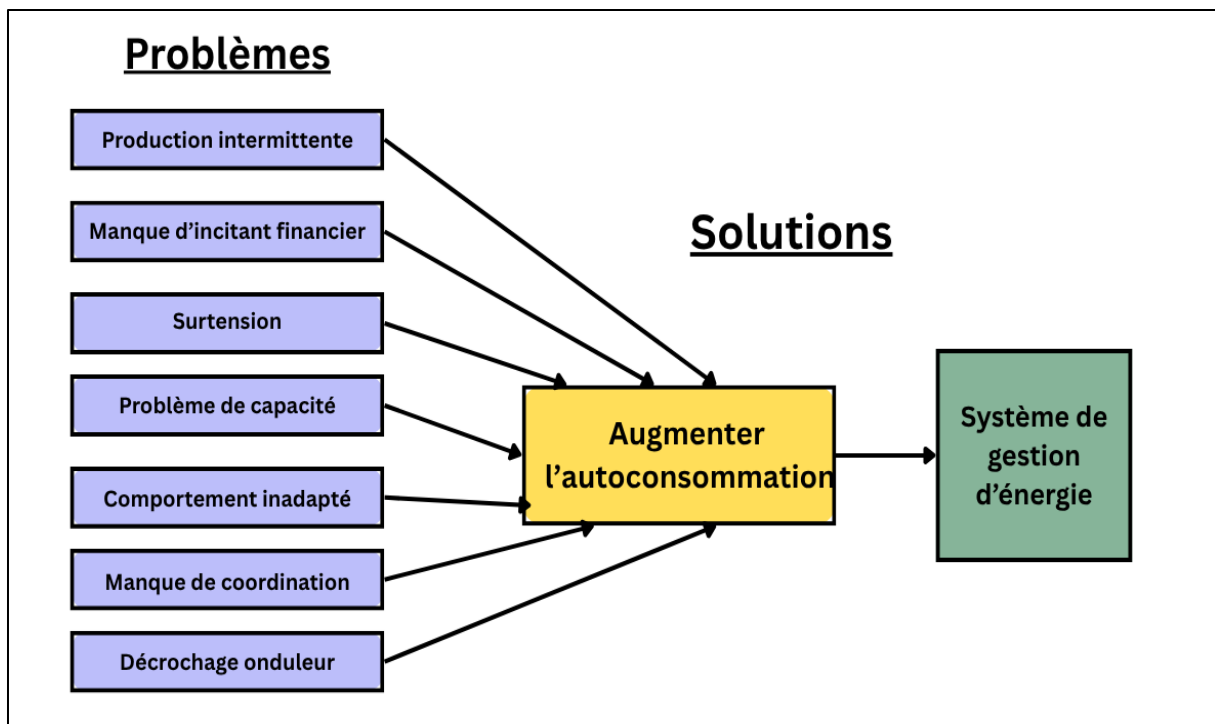 Problèmes
Production intermittente
Manque d’incitant financier
Surtension
Problème de capacité
Comportement inadapté
Manque de coordination
Décrochage onduleur
Solutions
Augmenter
l’autoconsommation
Système de
gestion
d’énergie